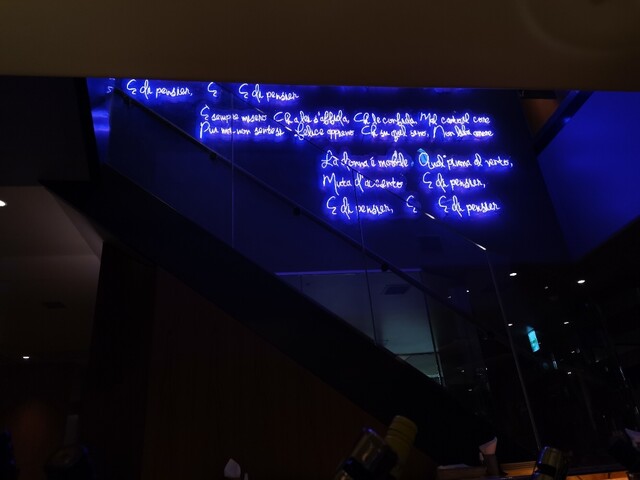 E di pensier, E E di pensier
È sempre misero Chi a lei s'affida, Chi le confida, Mal cauto il core
Pur mai non sentesi Felice appieno Chi su quel seno, Non liba amore
La donna è mobile Qual piuma al vento,
Muta d'accento E di pensier,
E di pensier, E E di pensier